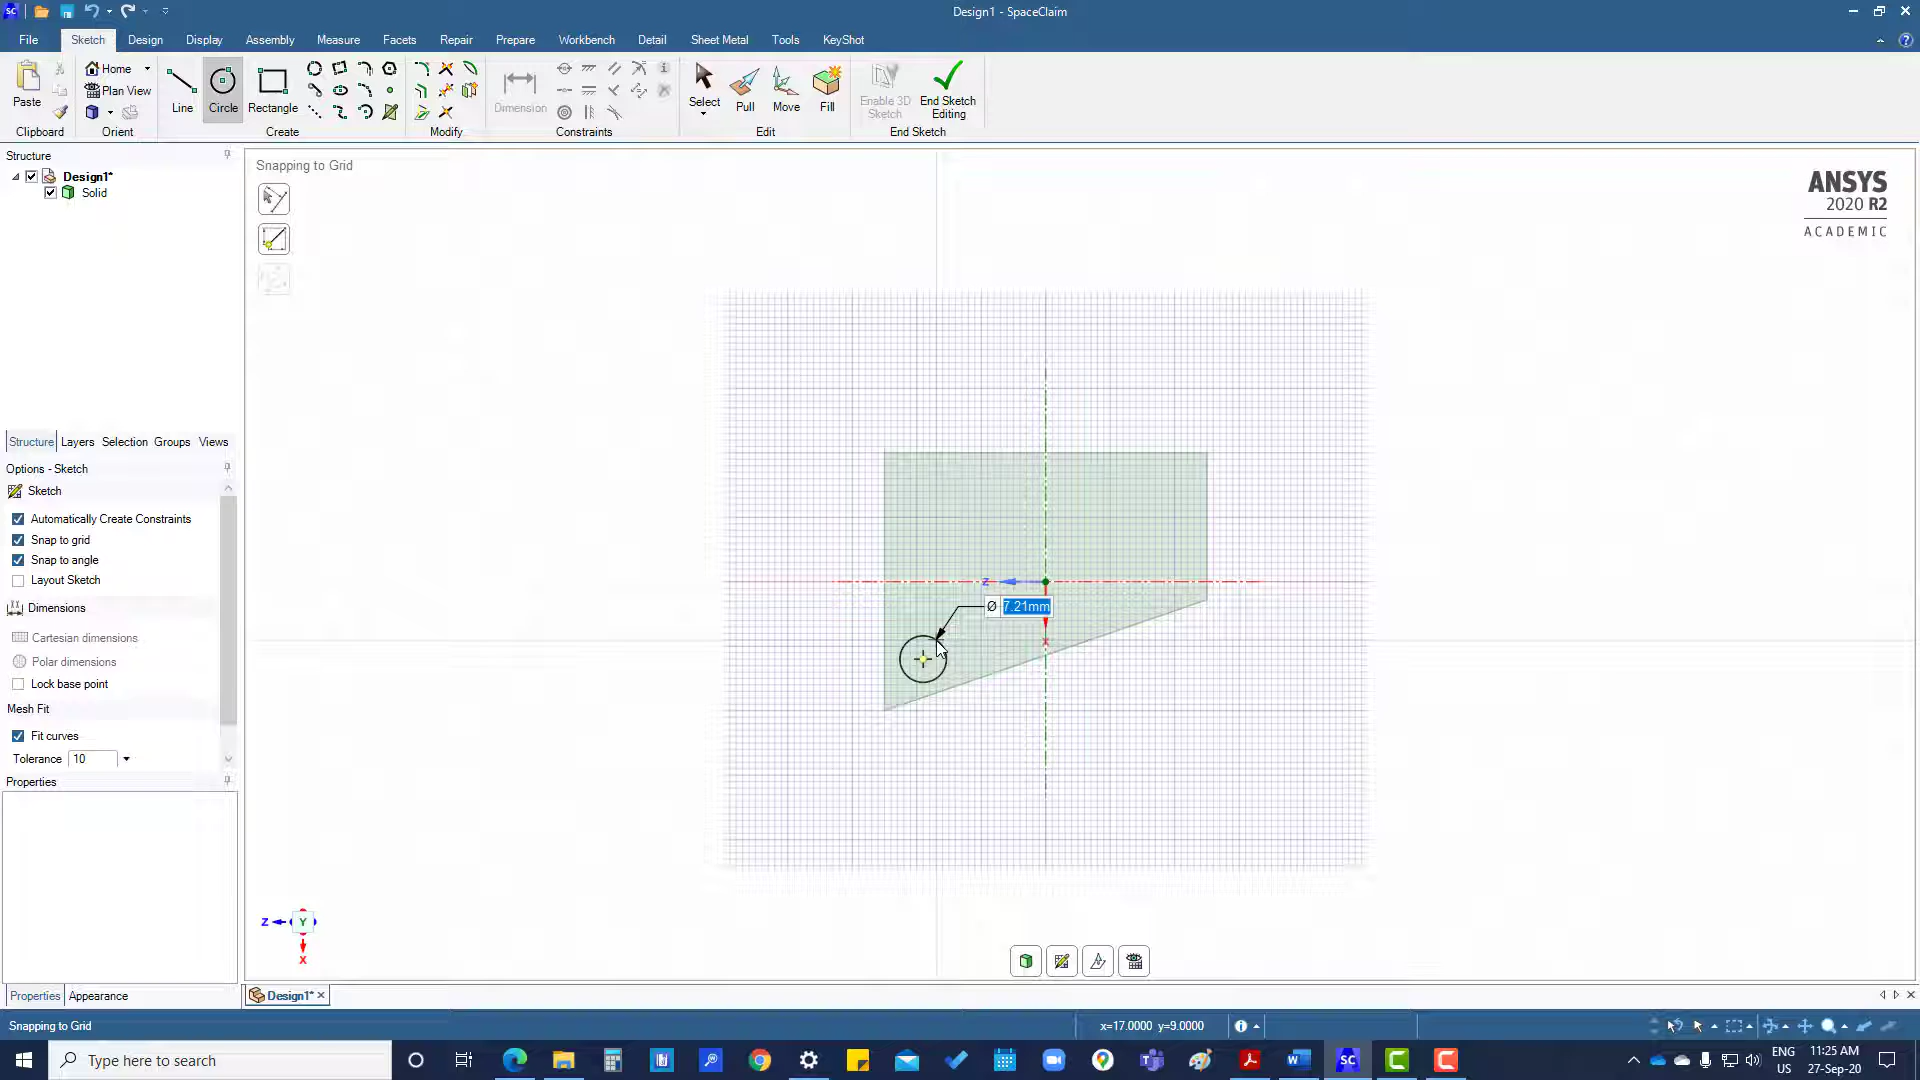 SC
Design1 - SpaceClaim
File Sketch Design Display Assembly Measure Facets Repair Prepare Workbench Detail Sheet Metal Tools KeyShot
Paste
Home
Plan View
Line Circle Rectangle
Dimension
Select Pull Move Fill
Enable 3D Sketch
End Sketch Editing
Clipboard Orient Create Modify Constraints Edit End Sketch
Structure
Design1*
Solid
Snapping to Grid
ANSYS
2020 R2
ACADEMIC
Structure Layers Selection Groups Views
Options - Sketch
Sketch
Automatically Create Constraints
Snap to grid
Snap to angle
Layout Sketch
Dimensions
Cartesian dimensions
Polar dimensions
Lock base point
Mesh Fit
Fit curves
Tolerance 10
Properties
Z
Ø 7.21mm
X
Z Y
X
Properties Appearance
Design1*
Snapping to Grid
x=17.0000 y=9.0000
Type here to search
SC
ENG
US
11:25 AM
27-Sep-20